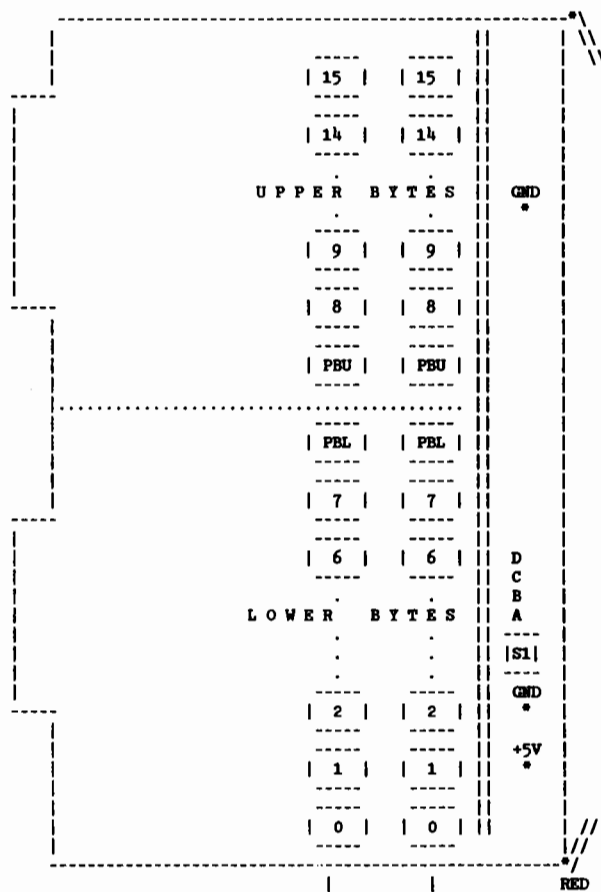 15 15
14 14
UPPER BYTES GND
9 9
8 8
PBU PBU
PBL PBL
7 7
6 6 D
C
B
LOWER BYTES A
S1
GND
2 2
+5V
1 1
0 0
RED